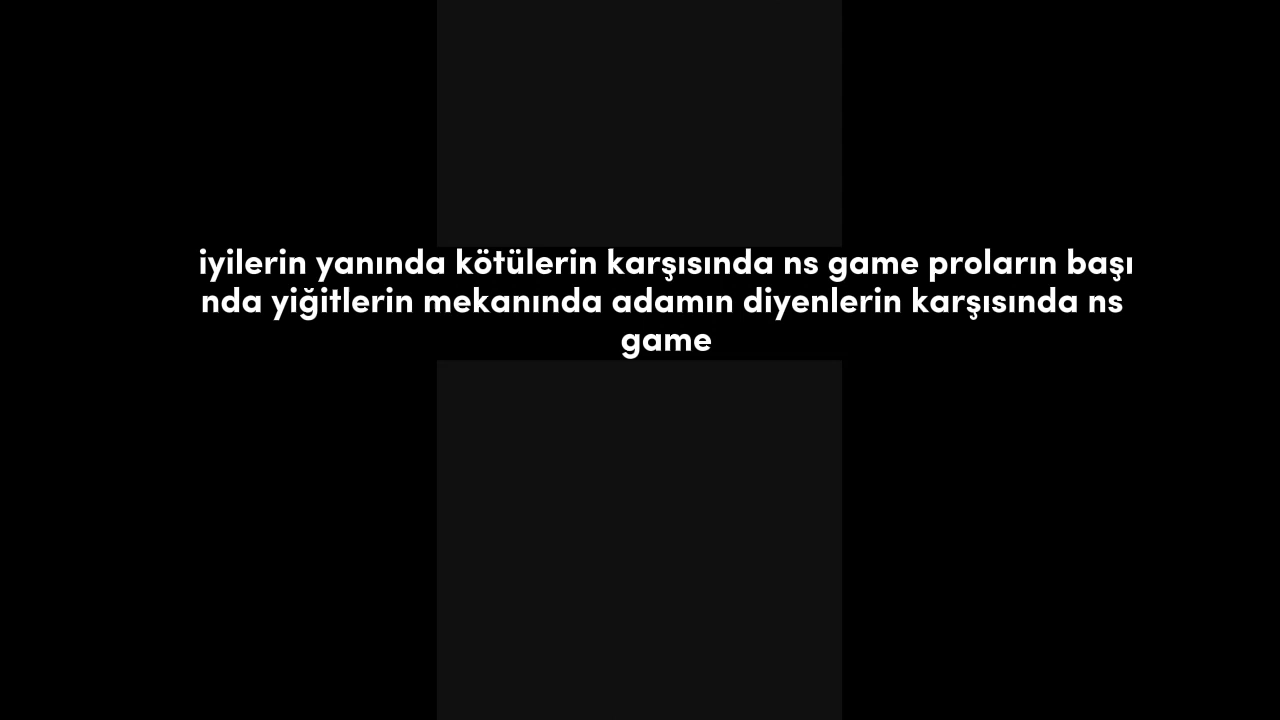 iyilerin yanında kötülerin karşısında ns game proların başı
nda yiğitlerin mekanında adamın diyenlerin karşısında ns
game